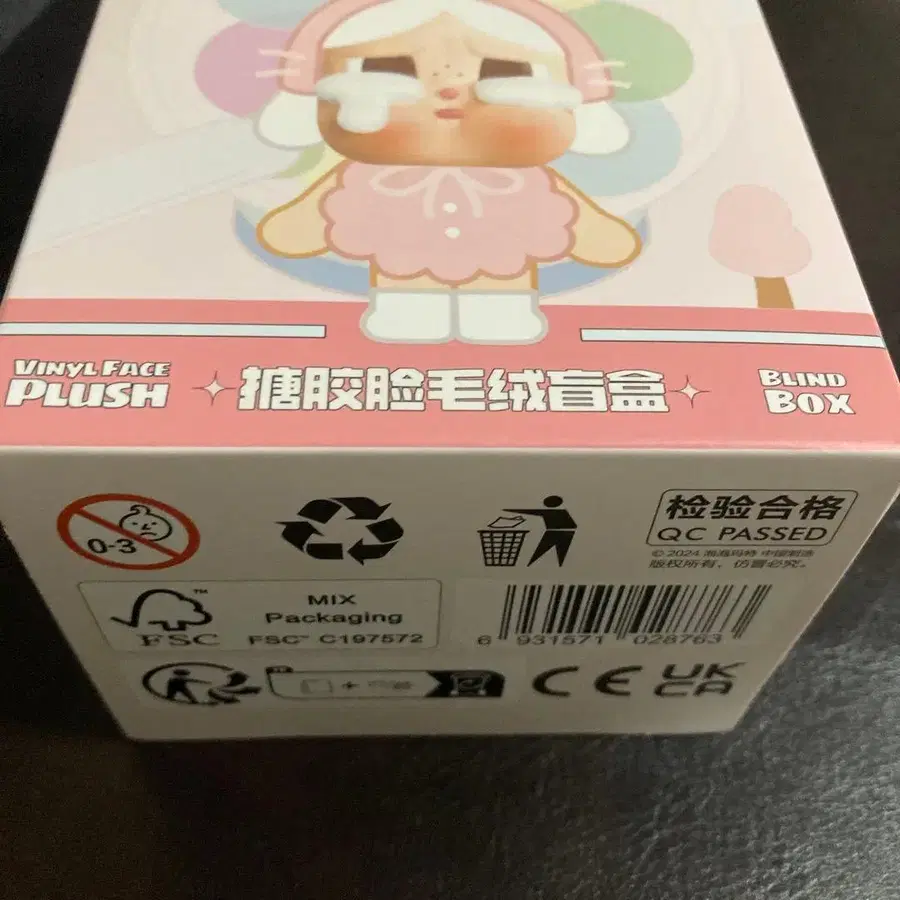 VINYL FACE
PLUSH
搪胶脸毛绒盲盒
BLIND
BOX
0-3
检验合格
QC PASSED
© 2024 泡泡玛特 中国制造
版权所有，仿冒必究。
FSC™
MIX
Packaging
FSC™ C197572
6 931571 028763
CE
UK
CA